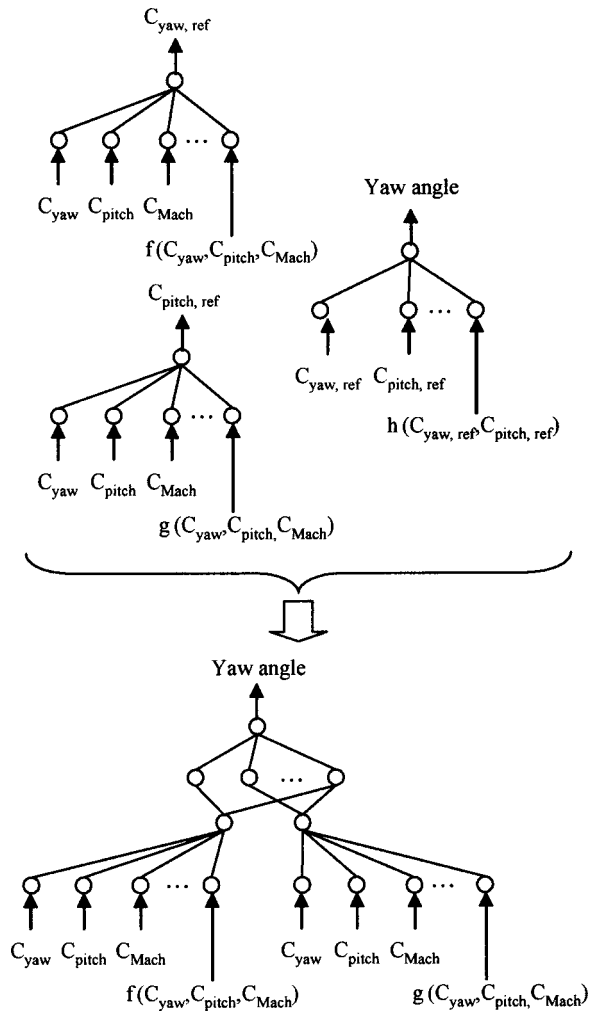 C_yaw, ref
...
C_yaw C_pitch C_Mach
f (C_yaw, C_pitch, C_Mach)
Yaw angle
...
C_yaw, ref C_pitch, ref
h (C_yaw, ref, C_pitch, ref)
C_pitch, ref
...
C_yaw C_pitch C_Mach
g (C_yaw, C_pitch, C_Mach)
Yaw angle
...
... ...
C_yaw C_pitch C_Mach C_yaw C_pitch C_Mach
f (C_yaw, C_pitch, C_Mach) g (C_yaw, C_pitch, C_Mach)